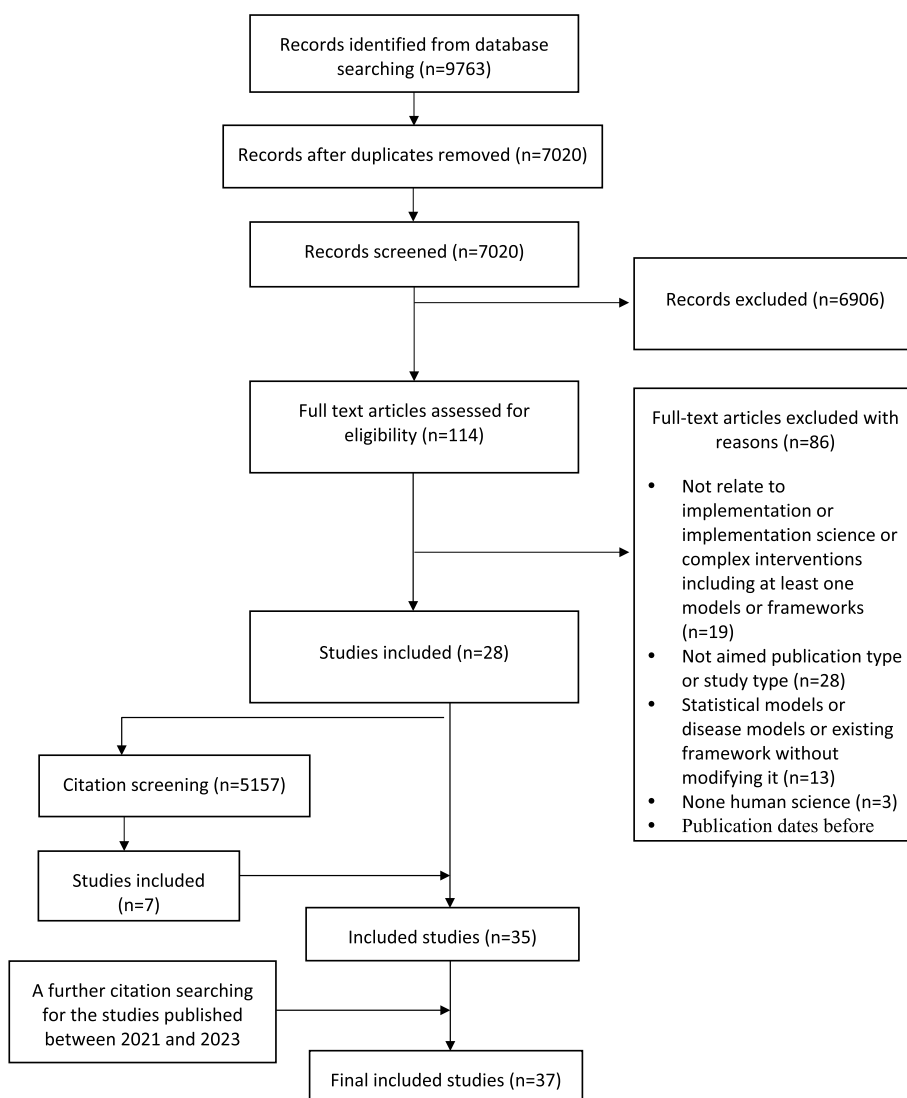 Records identified from database
searching (n=9763)
Records after duplicates removed (n=7020)
Records screened (n=7020)
Records excluded (n=6906)
Full text articles assessed for
eligibility (n=114)
Full-text articles excluded with
reasons (n=86)
• Not relate to
implementation or
implementation science or
complex interventions
including at least one
models or frameworks
(n=19)
• Not aimed publication type
or study type (n=28)
• Statistical models or
disease models or existing
framework without
modifying it (n=13)
• None human science (n=3)
• Publication dates before
Studies included (n=28)
Citation screening (n=5157)
Studies included
(n=7)
Included studies (n=35)
A further citation searching
for the studies published
between 2021 and 2023
Final included studies (n=37)